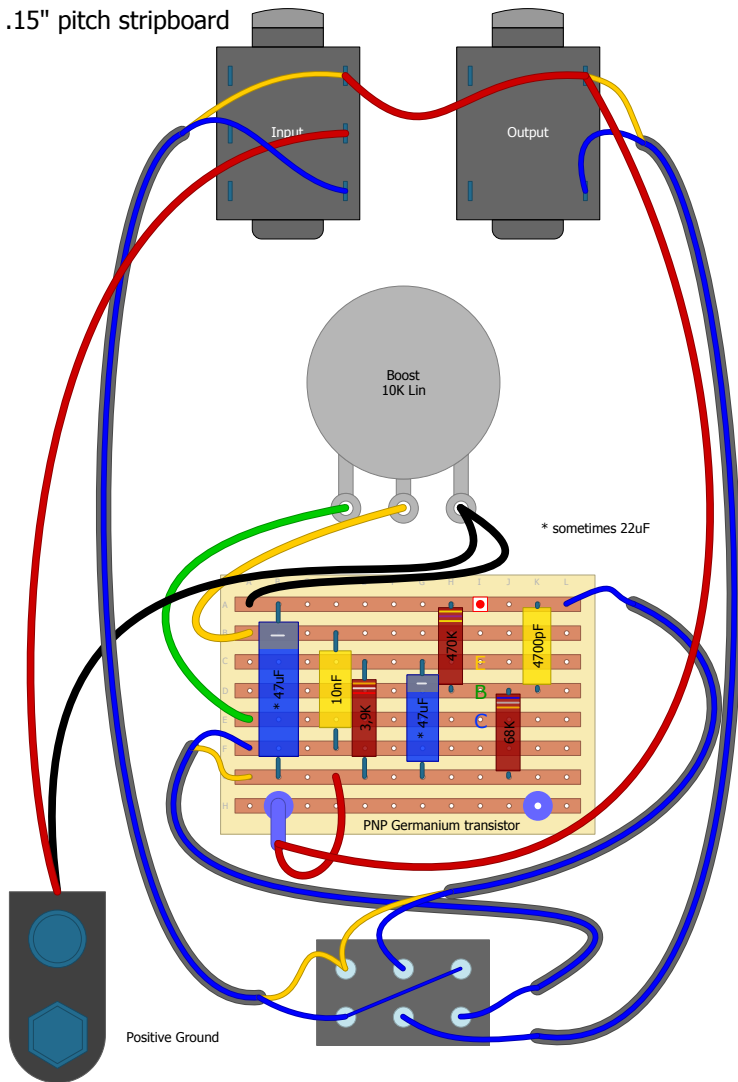 .15" pitch stripboard
Input
Output
Boost
10K Lin
* sometimes 22uF
G H I J K L
A
B
C
D
E
F
H
* 47uF
10nF
3,9K
* 47uF
470K
E
B
C
68K
4700pF
PNP Germanium transistor
Positive Ground